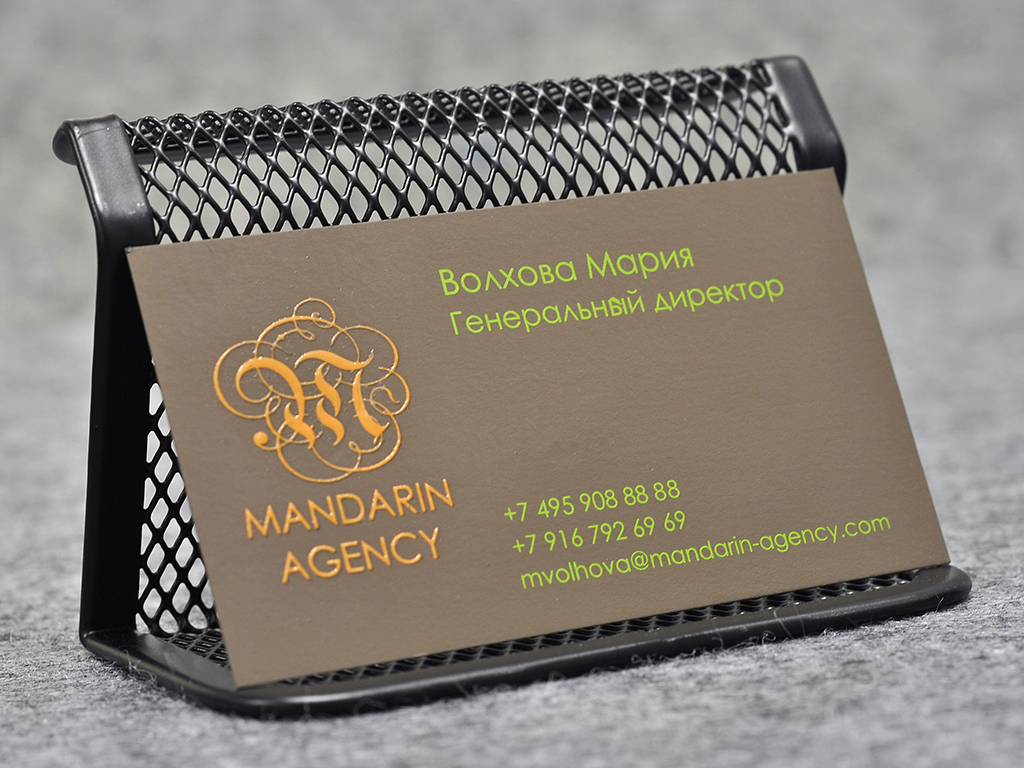 Волхова Мария
Генеральный директор
MANDARIN
AGENCY
+7 495 908 88 88
+7 916 792 69 69
mvolhova@mandarin-agency.com